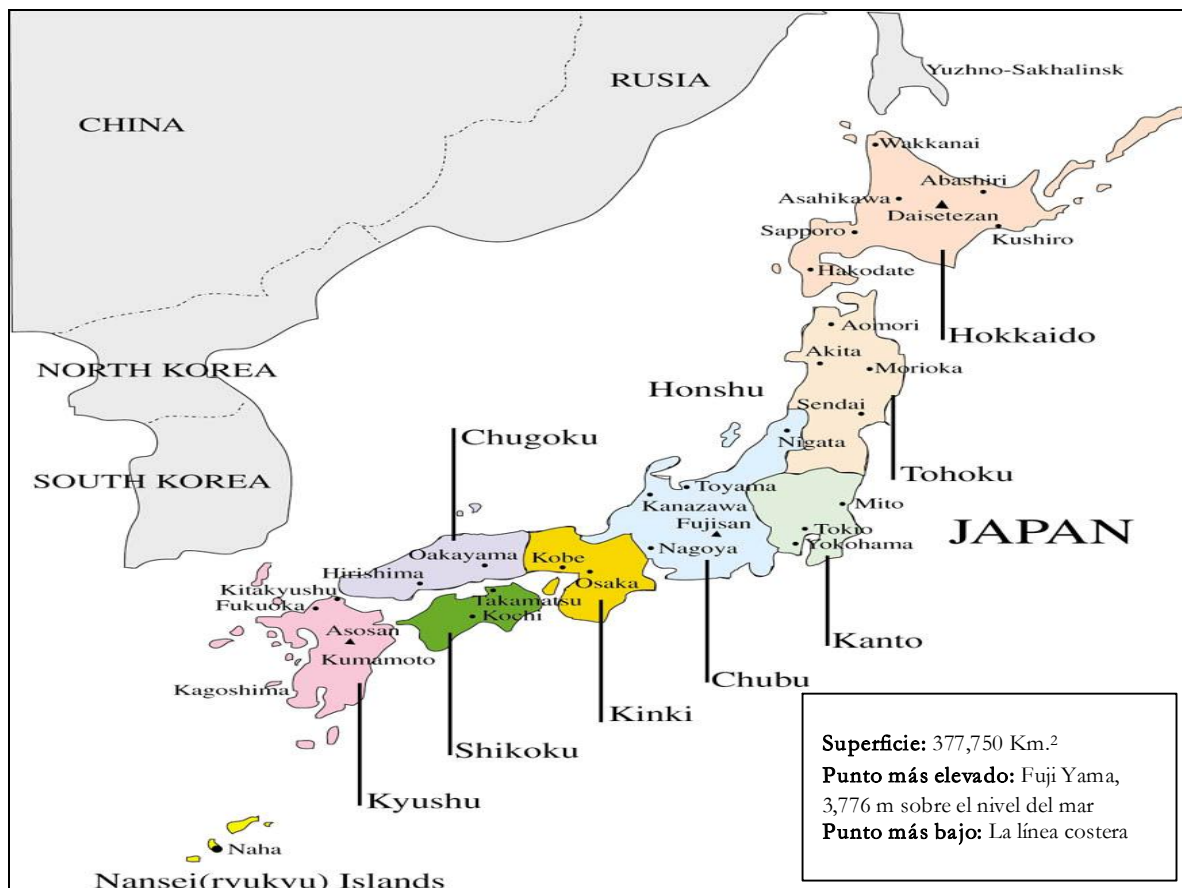 RUSIA
Yuzhno-Sakhalinsk
CHINA
Wakkanai
Abashiri
Asahikawa
Daisetezan
Sapporo
Kushiro
Hakodate
Aomori
Hokkaido
Akita
NORTH KOREA
Morioka
Honshu
Sendai
Chugoku
Nigata
SOUTH KOREA
Tohoku
Toyama
Kanazawa
Mito
Fujisan
Tokio
JAPAN
Yokohama
Nagoya
Oakayama
Kobe
Hirishima
Osaka
Kitakyushu
Takamatsu
Fukuoka
Kochi
Asosan
Kanto
Kumamoto
Chubu
Kagoshima
Kinki
Shikoku
Kyushu
Superficie: 377,750 Km.²
Punto más elevado: Fuji Yama,
3,776 m sobre el nivel del mar
Punto más bajo: La línea costera
Naha
Nansei(ryukyu) Islands